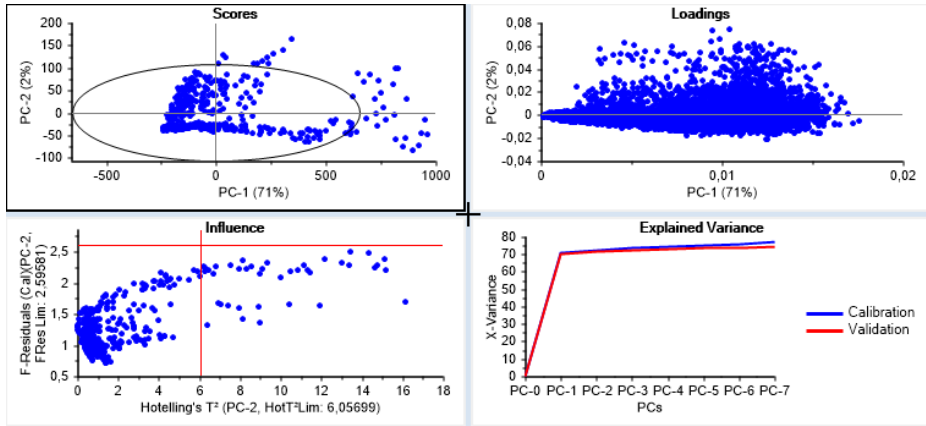 Scores
200
150
100
50
0
-50
-100
PC-2 (2%)
-500
0
500
1000
PC-1 (71%)
Loadings
0,08
0,06
0,04
0,02
0
-0,02
-0,04
PC-2 (2%)
0
0,01
0,02
PC-1 (71%)
Influence
F-Residuals (Cal)(PC-2,
FRes Lim: 2,59581)
2,5
2
1,5
1
0,5
0
2
4
6
8
10
12
14
16
18
Hotelling's T² (PC-2, HotT²Lim: 6,05699)
Explained Variance
X-Variance
80
70
60
50
40
30
20
10
0
PC-0
PC-1
PC-2
PC-3
PC-4
PC-5
PC-6
PC-7
PCs
Calibration
Validation